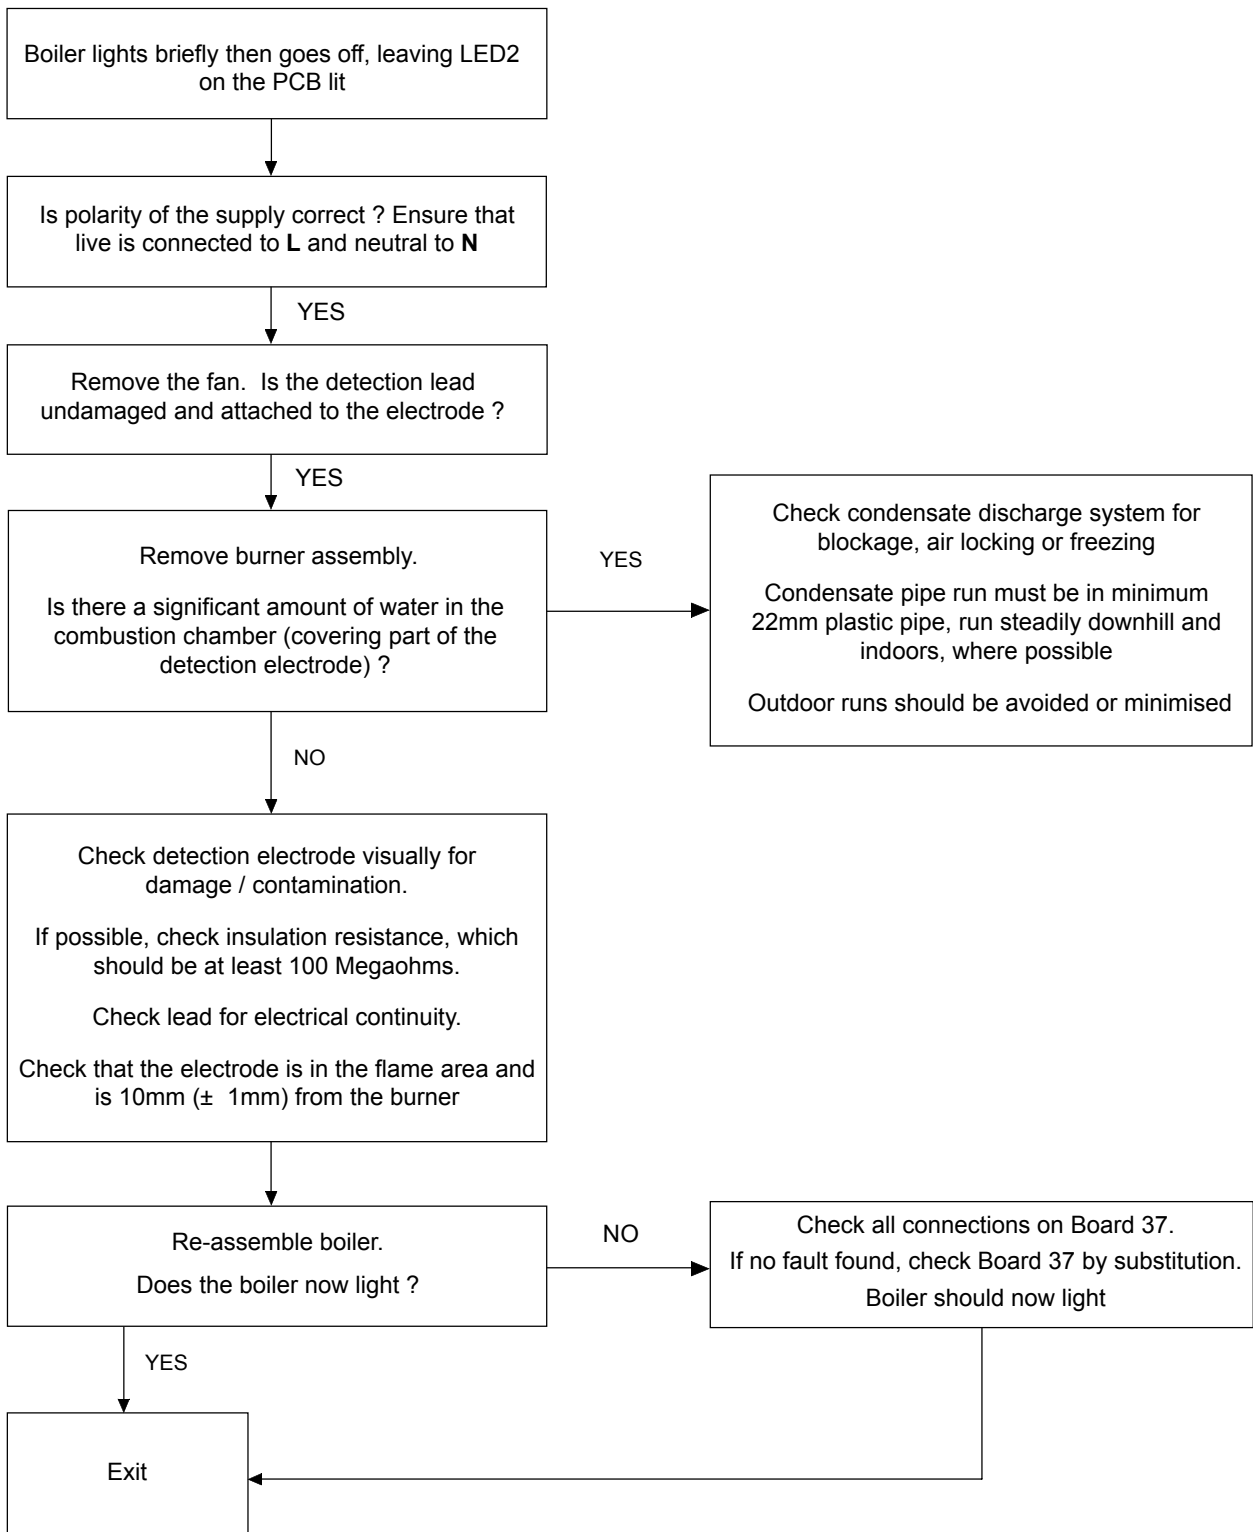 Boiler lights briefly then goes off, leaving LED2
on the PCB lit
Is polarity of the supply correct ? Ensure that
live is connected to L and neutral to N
YES
Remove the fan. Is the detection lead
undamaged and attached to the electrode ?
YES
Remove burner assembly.
Is there a significant amount of water in the
combustion chamber (covering part of the
detection electrode) ?
YES
Check condensate discharge system for
blockage, air locking or freezing
Condensate pipe run must be in minimum
22mm plastic pipe, run steadily downhill and
indoors, where possible
Outdoor runs should be avoided or minimised
NO
Check detection electrode visually for
damage / contamination.
If possible, check insulation resistance, which
should be at least 100 Megaohms.
Check lead for electrical continuity.
Check that the electrode is in the flame area and
is 10mm (± 1mm) from the burner
Re-assemble boiler.
Does the boiler now light ?
NO
Check all connections on Board 37.
If no fault found, check Board 37 by substitution.
Boiler should now light
YES
Exit